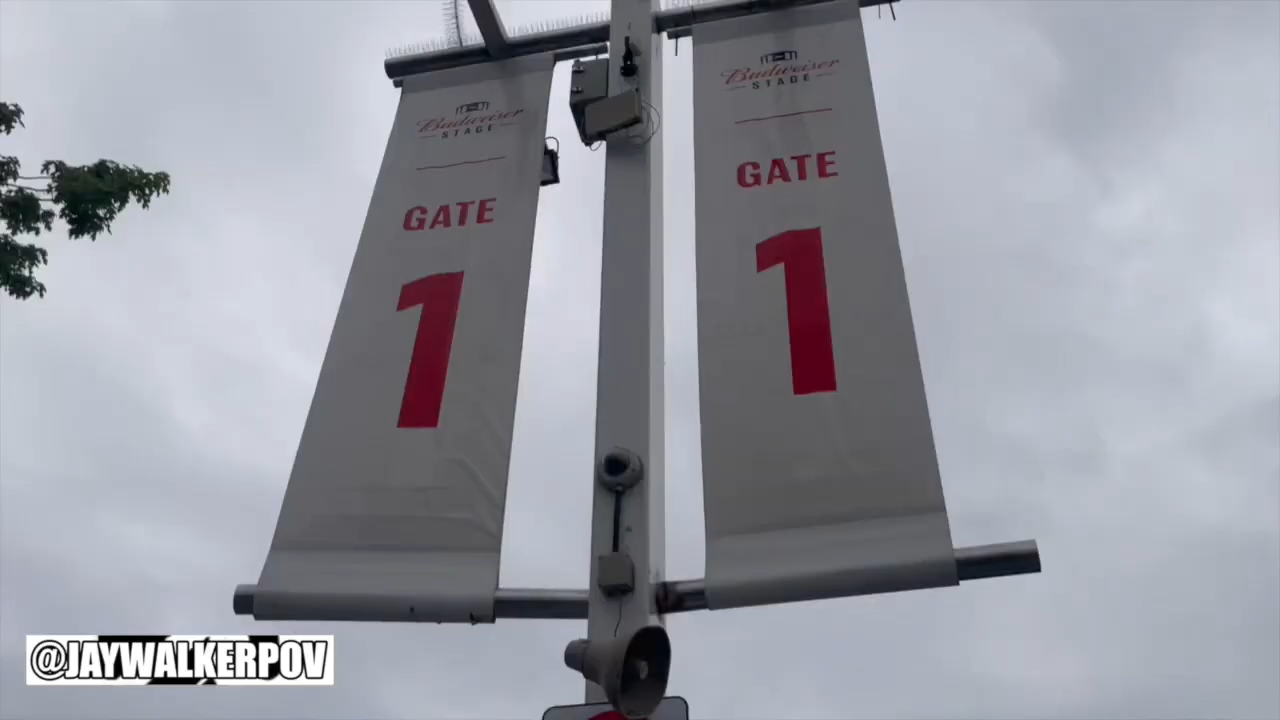 Budweiser
STAGE
GATE
1
Budweiser
STAGE
GATE
1
@JAYWALKERPOV